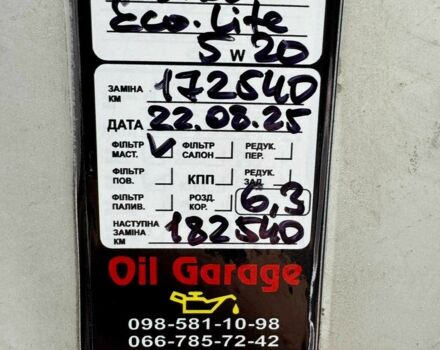 Eco-Lite
5 W 20
ЗАМІНА КМ 172540
ДАТА 22.08.25
ФІЛЬТР МАСТ. V ФІЛЬТР САЛОН РЕДУК. ПЕР.
ФІЛЬТР ПОВ. КПП РЕДУК. ЗАД.
ФІЛЬТР ПАЛИВ. РОЗД. КОР. 6,3
НАСТУПНА ЗАМІНА КМ 182540
Oil Garage
098-581-10-98
066-785-72-42